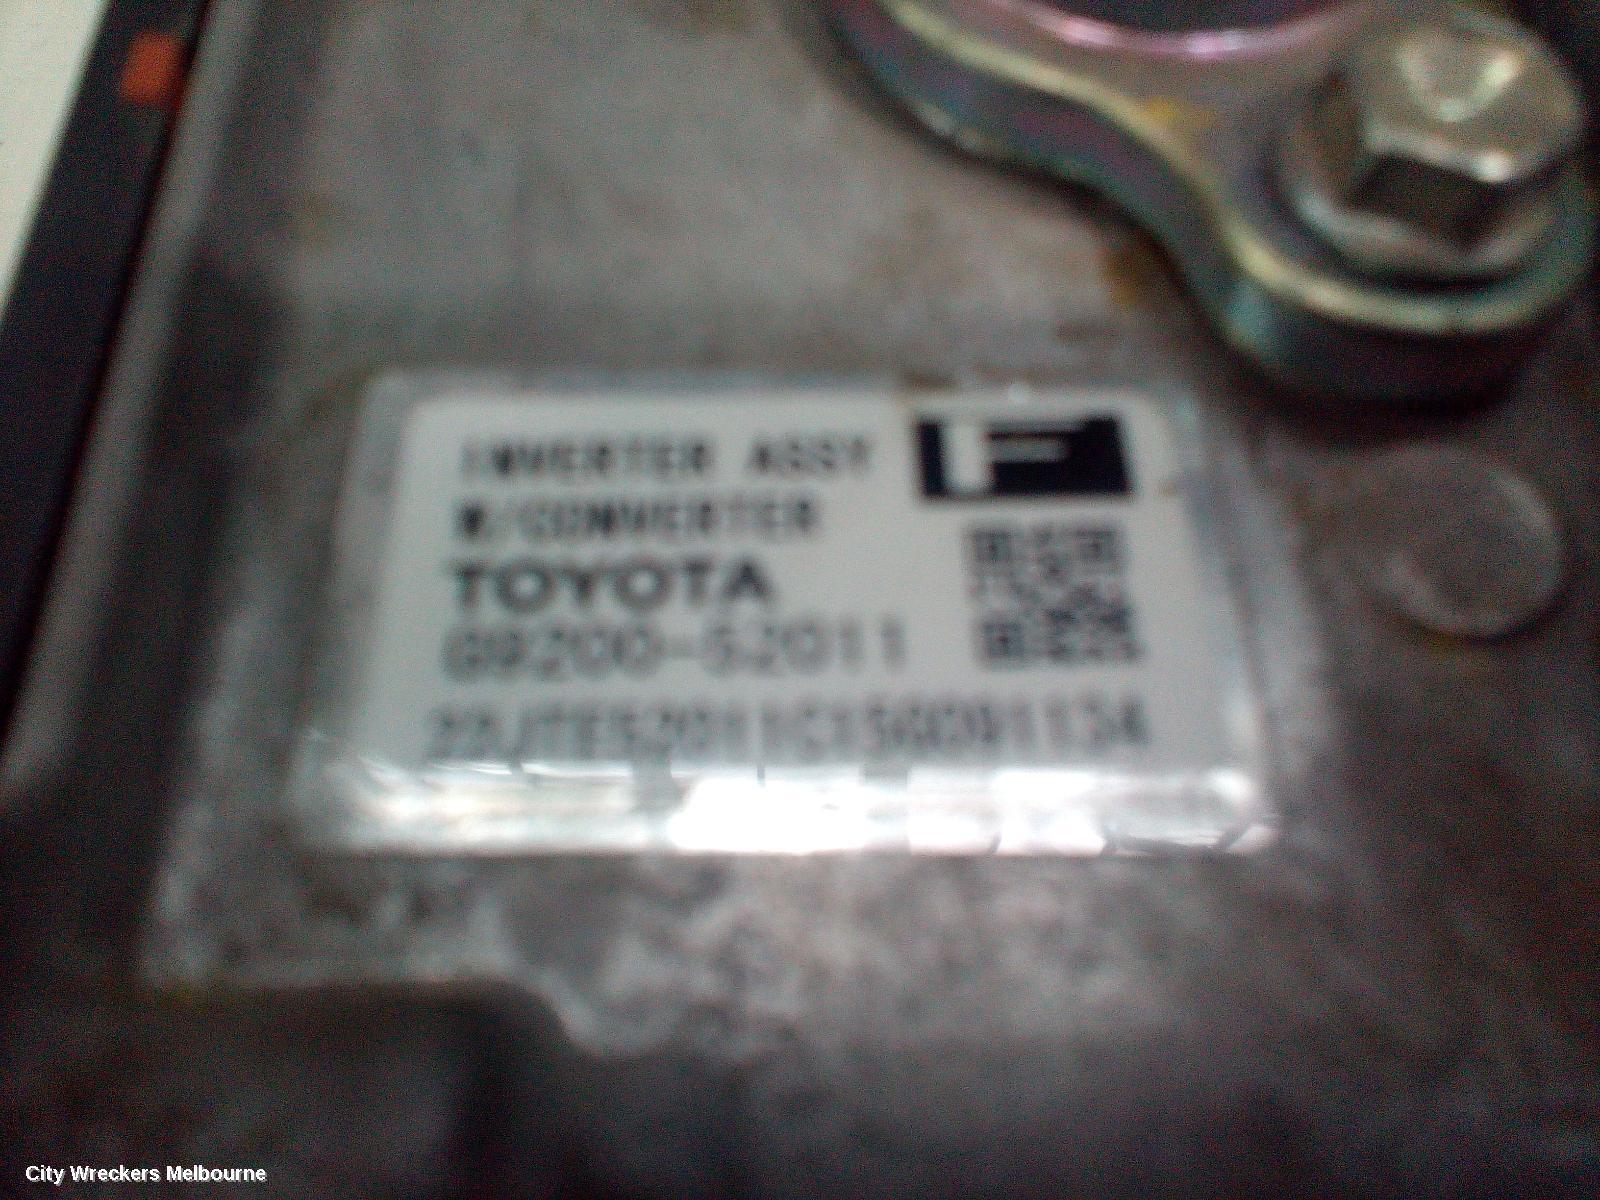 INVERTER ASSY
W/CONVERTER
F
TOYOTA
G9200-52011
City Wreckers Melbourne